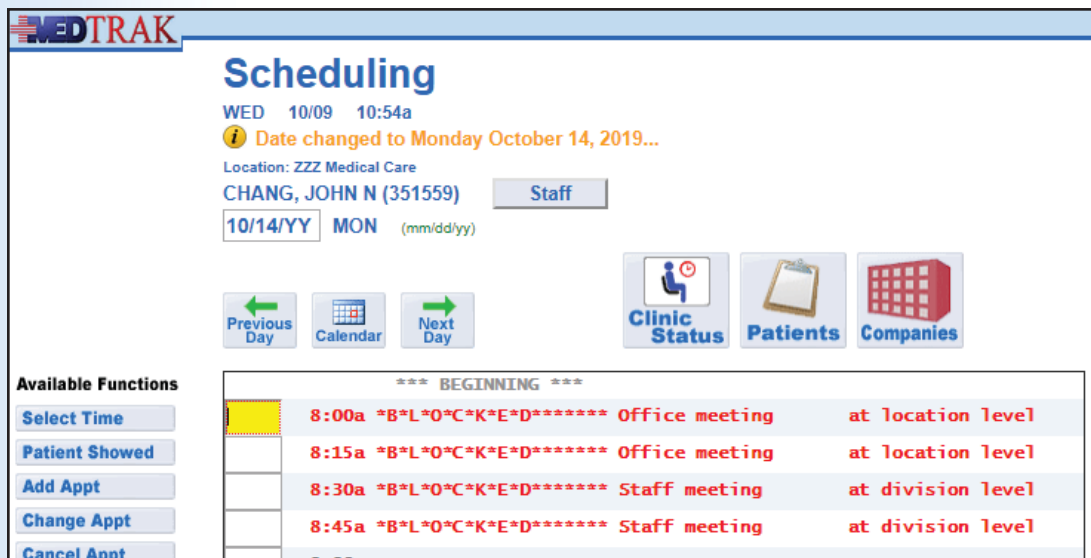 MEDTRAK
Scheduling
WED 10/09 10:54a
i Date changed to Monday October 14, 2019...
Location: ZZZ Medical Care
CHANG, JOHN N (351559) Staff
10/14/YY MON (mm/dd/yy)
Previous Day
Calendar
Next Day
Clinic Status
Patients
Companies
Available Functions
Select Time
Patient Showed
Add Appt
Change Appt
Cancel Appt
*** BEGINNING ***
8:00a *B*L*O*C*K*E*D******* Office meeting at location level
8:15a *B*L*O*C*K*E*D******* Office meeting at location level
8:30a *B*L*O*C*K*E*D******* Staff meeting at division level
8:45a *B*L*O*C*K*E*D******* Staff meeting at division level